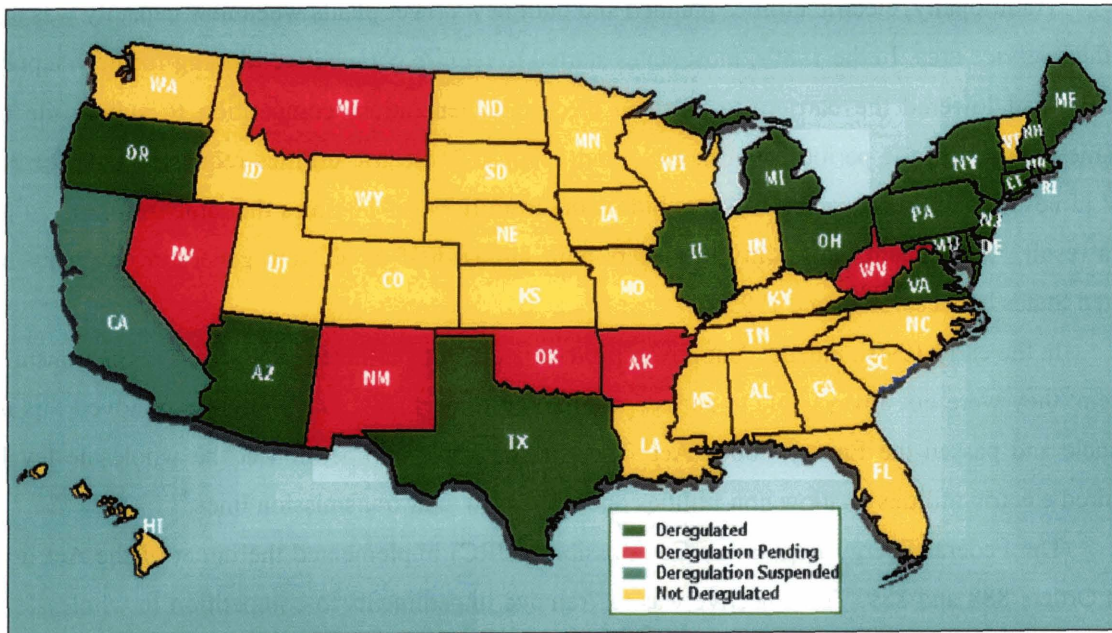 WA
MT
ND
MN
ME
OR
ID
SD
WI
VT
NH
NY
MA
WY
MI
CT
RI
IA
PA
NE
NJ
NV
UT
IL
IN
OH
MD
DE
CO
WV
VA
KS
MO
KY
CA
NC
TN
OK
AK
SC
AZ
NM
MS
AL
GA
TX
LA
FL
HI
Deregulated
Deregulation Pending
Deregulation Suspended
Not Deregulated